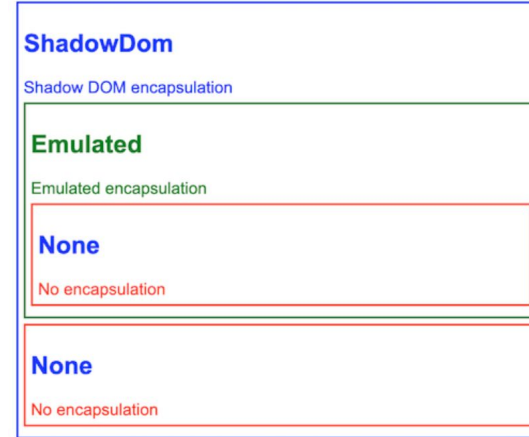 ShadowDom
Shadow DOM encapsulation
Emulated
Emulated encapsulation
None
No encapsulation
None
No encapsulation